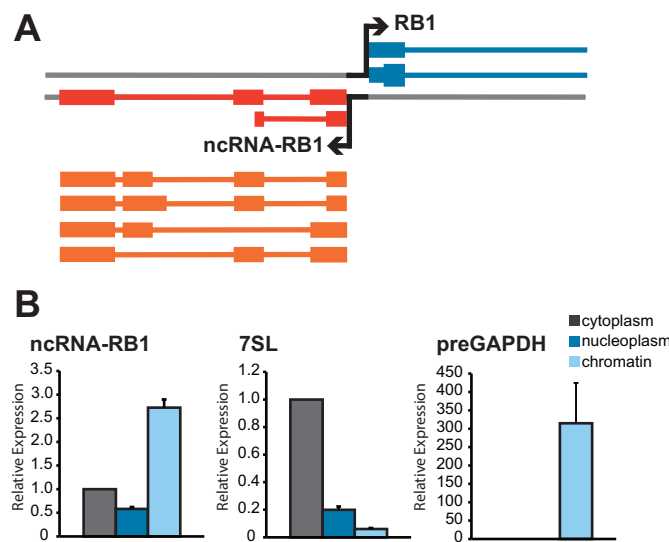 A
RB1
ncRNA-RB1
B
cytoplasm
nucleoplasm
chromatin
ncRNA-RB1
Relative Expression
3.5
3.0
2.5
2.0
1.5
1.0
0.5
0
7SL
Relative Expression
1.2
1.0
0.8
0.6
0.4
0.2
0
preGAPDH
Relative Expression
450
400
350
300
250
200
150
100
50
0